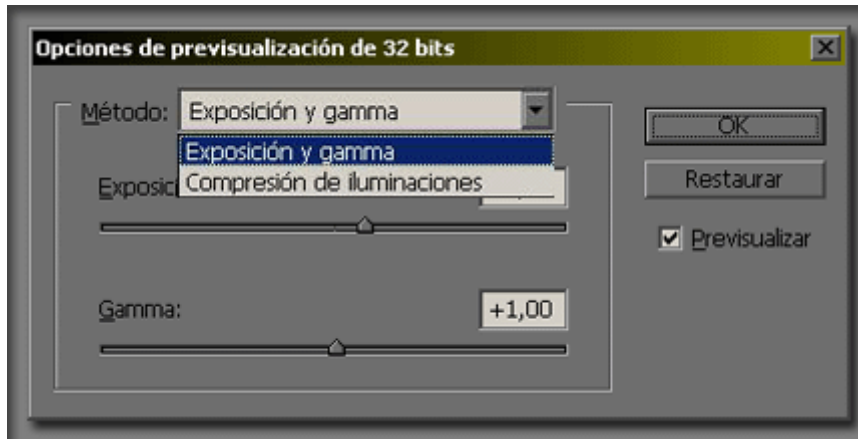 Opciones de previsualización de 32 bits
Método: Exposición y gamma
Exposición y gamma
Compresión de iluminaciones
OK
Restaurar
Previsualizar
Gamma:
+1,00